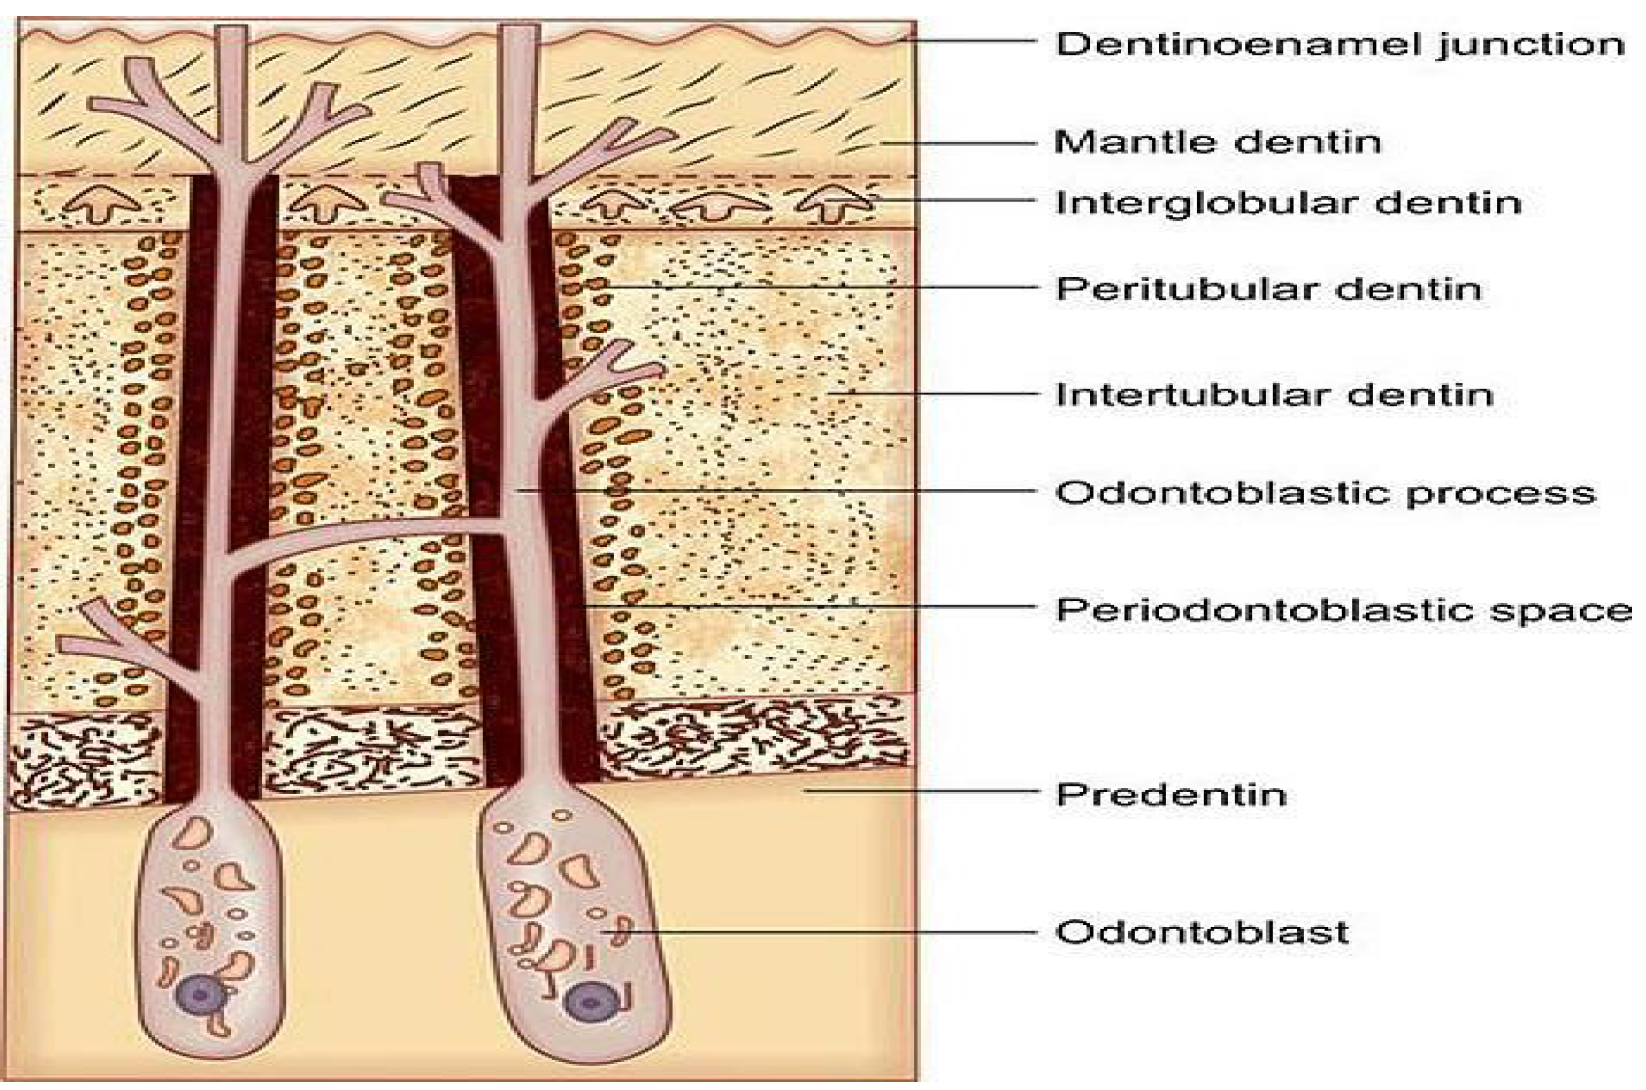 Dentinoenamel junction
Mantle dentin
Interglobular dentin
Peritubular dentin
Intertubular dentin
Odontoblastic process
Periodontoblastic space
Predentin
Odontoblast